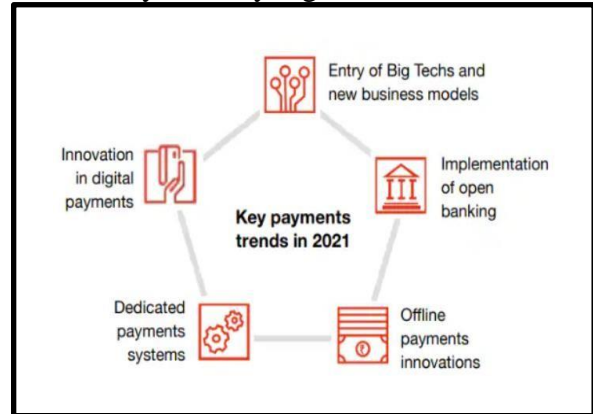 Entry of Big Techs and
new business models
Innovation
in digital
payments
Implementation
of open
banking
Key payments
trends in 2021
Dedicated
payments
systems
Offline
payments
innovations